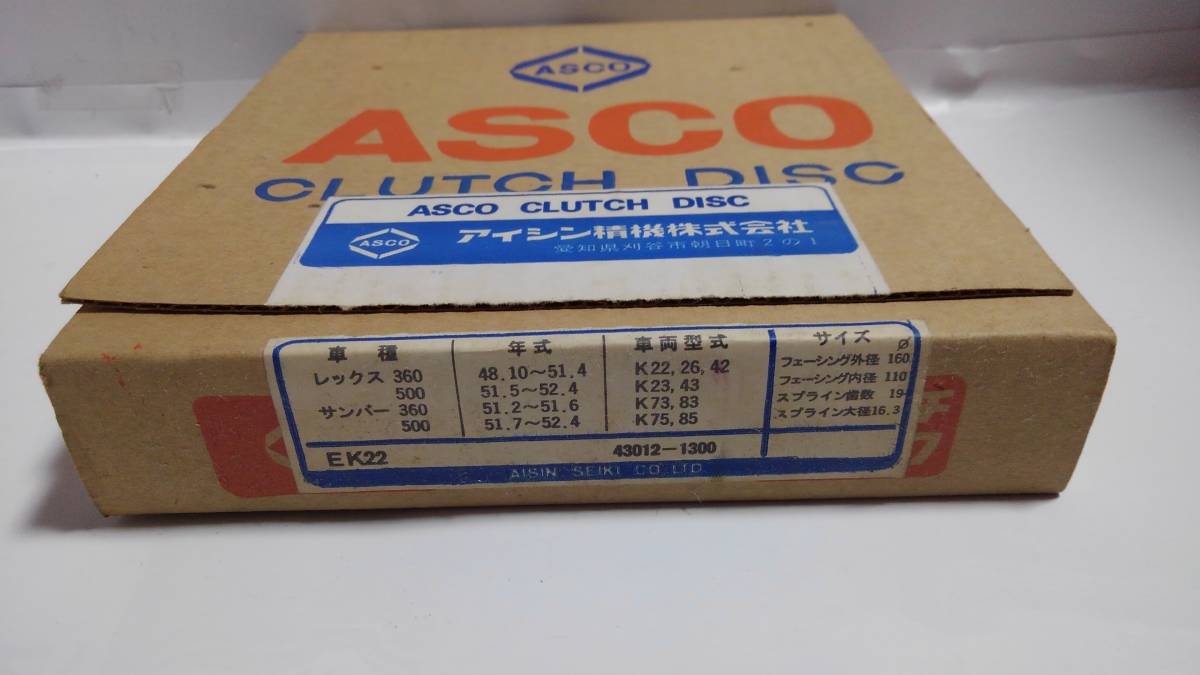 ASCO
ASCO
CLUTCH DISC
ASCO CLUTCH DISC
ASCO アイシン精機株式会社
愛知県刈谷市朝日町2の1
車種 年式 車両型式 サイズ φ
レックス 360 48.10〜51.4 K22, 26, 42 フェーシング外径 160
500 51.5〜52.4 K23, 43 フェーシング内径 110
サンバー 360 51.2〜51.6 K73, 83 スプライン歯数 19
500 51.7〜52.4 K75, 85 スプライン大径16.3
EK22 43012-1300
AISIN SEIKI CO LTD